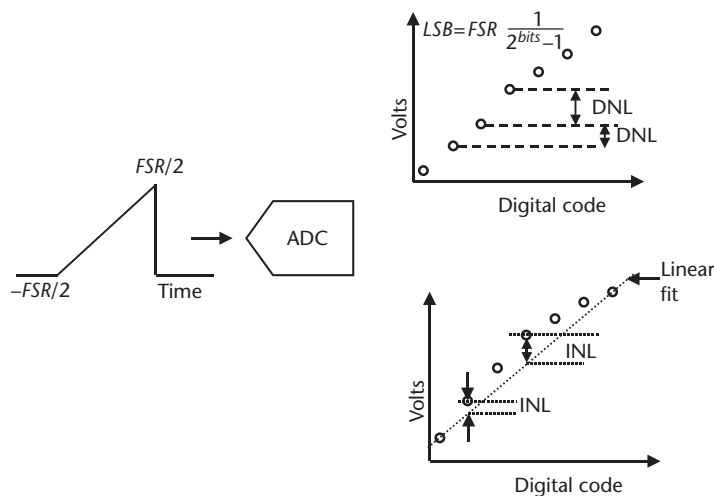 LSB=FSR 1/2^bits–1
Volts
DNL
DNL
Digital code
FSR/2
ADC
–FSR/2
Time
Linear
fit
Volts
INL
INL
Digital code